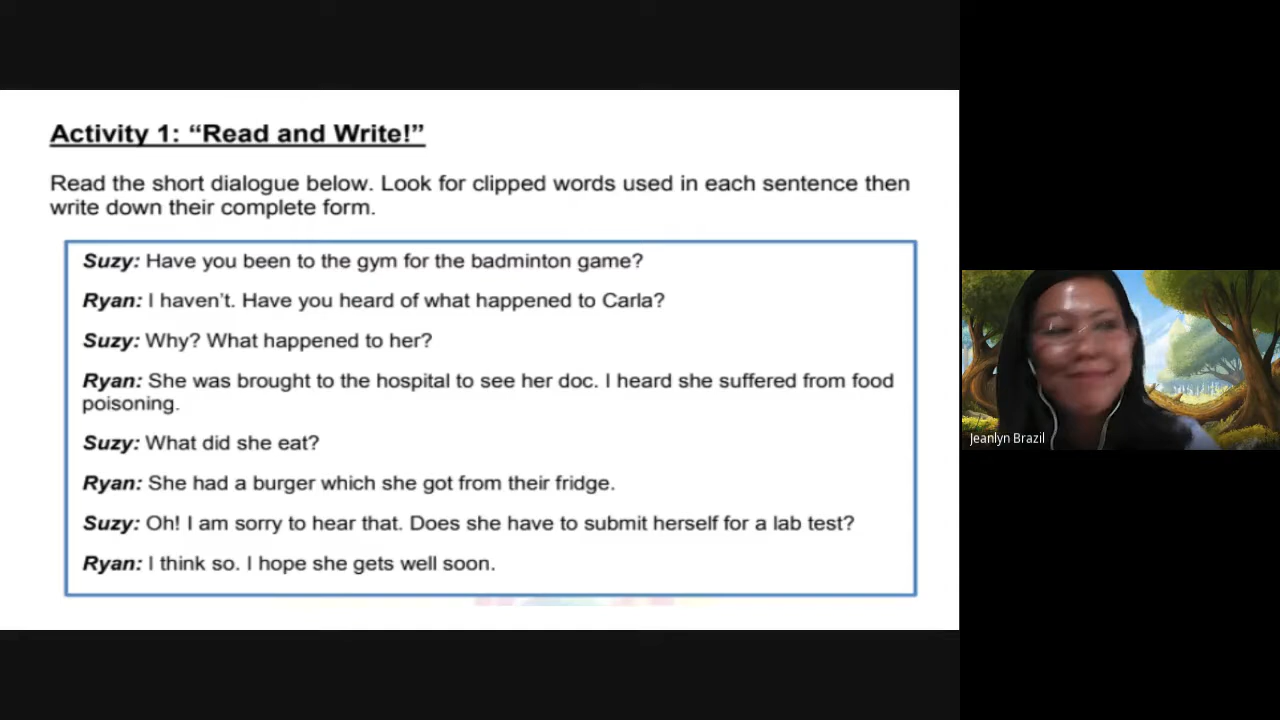 Activity 1: “Read and Write!”
Read the short dialogue below. Look for clipped words used in each sentence then
write down their complete form.
Suzy: Have you been to the gym for the badminton game?
Ryan: I haven’t. Have you heard of what happened to Carla?
Suzy: Why? What happened to her?
Ryan: She was brought to the hospital to see her doc. I heard she suffered from food
poisoning.
Suzy: What did she eat?
Ryan: She had a burger which she got from their fridge.
Suzy: Oh! I am sorry to hear that. Does she have to submit herself for a lab test?
Ryan: I think so. I hope she gets well soon.
Jeanlyn Brazil